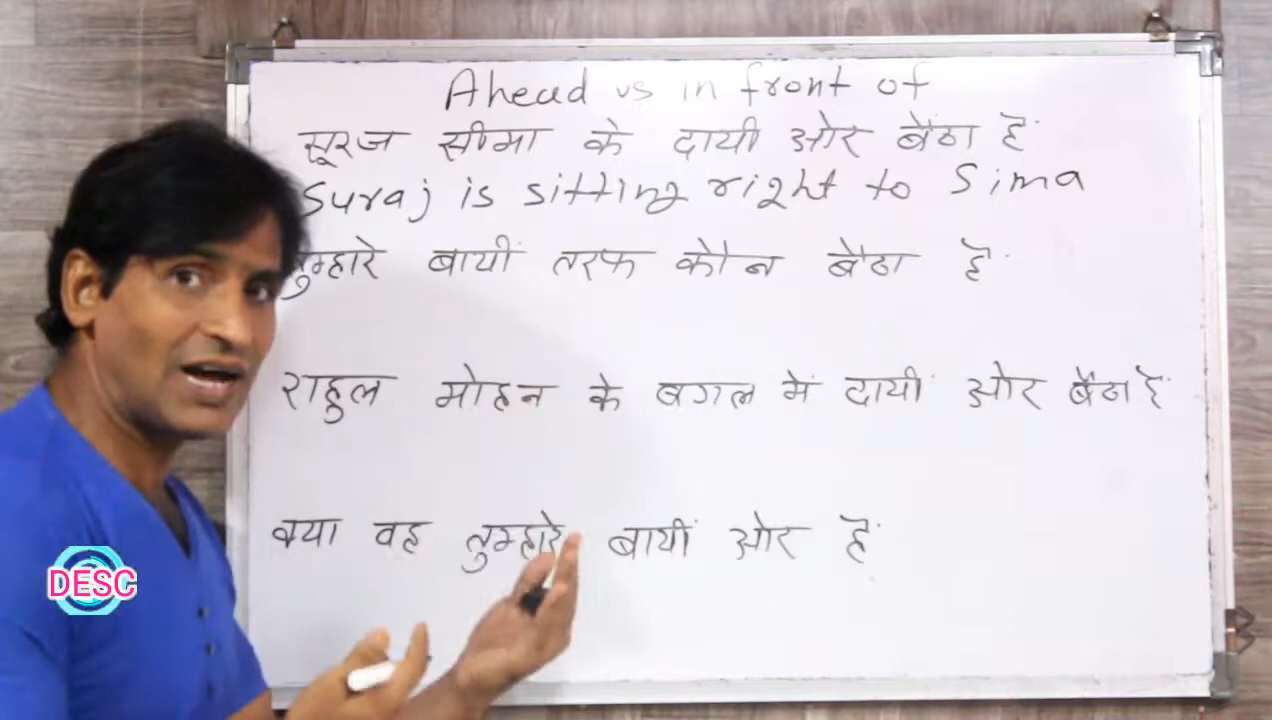 Ahead vs in front of
सूरज सीमा के दायी ओर बैठा है
Suraj is sitting right to Sima
तुम्हारे बायीं तरफ कौन बैठा है
राहुल मोहन के बगल में दायीं ओर बैठा है
क्या वह तुम्हारे बायीं ओर है
DESC